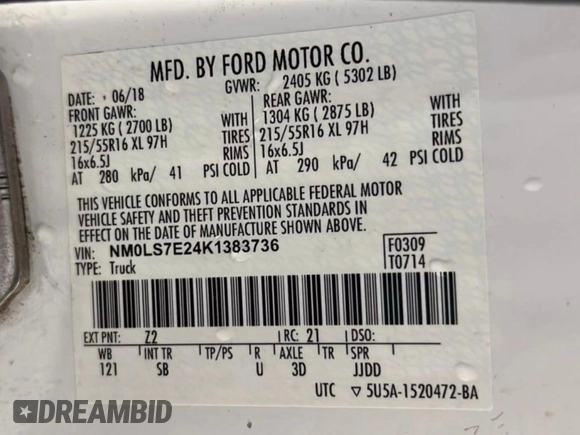 MFD. BY FORD MOTOR CO.
DATE: 06/18 GVWR: 2405 KG ( 5302 LB)
FRONT GAWR: REAR GAWR:
1225 KG ( 2700 LB) WITH 1304 KG ( 2875 LB) WITH
215/55R16 XL 97H TIRES 215/55R16 XL 97H TIRES
16x6.5J RIMS 16x6.5J RIMS
AT 280 kPa/ 41 PSI COLD AT 290 kPa/ 42 PSI COLD
THIS VEHICLE CONFORMS TO ALL APPLICABLE FEDERAL MOTOR
VEHICLE SAFETY AND THEFT PREVENTION STANDARDS IN
EFFECT ON THE DATE OF MANUFACTURE SHOWN ABOVE.
VIN: NM0LS7E24K1383736 F0309
TYPE: Truck T0714
EXT PNT: Z2 RC: 21 DSO:
WB INT TR TP/PS R AXLE TR SPR
121 SB U 3D JJDD
UTC ▽ 5U5A-1520472-BA
DREAMBID